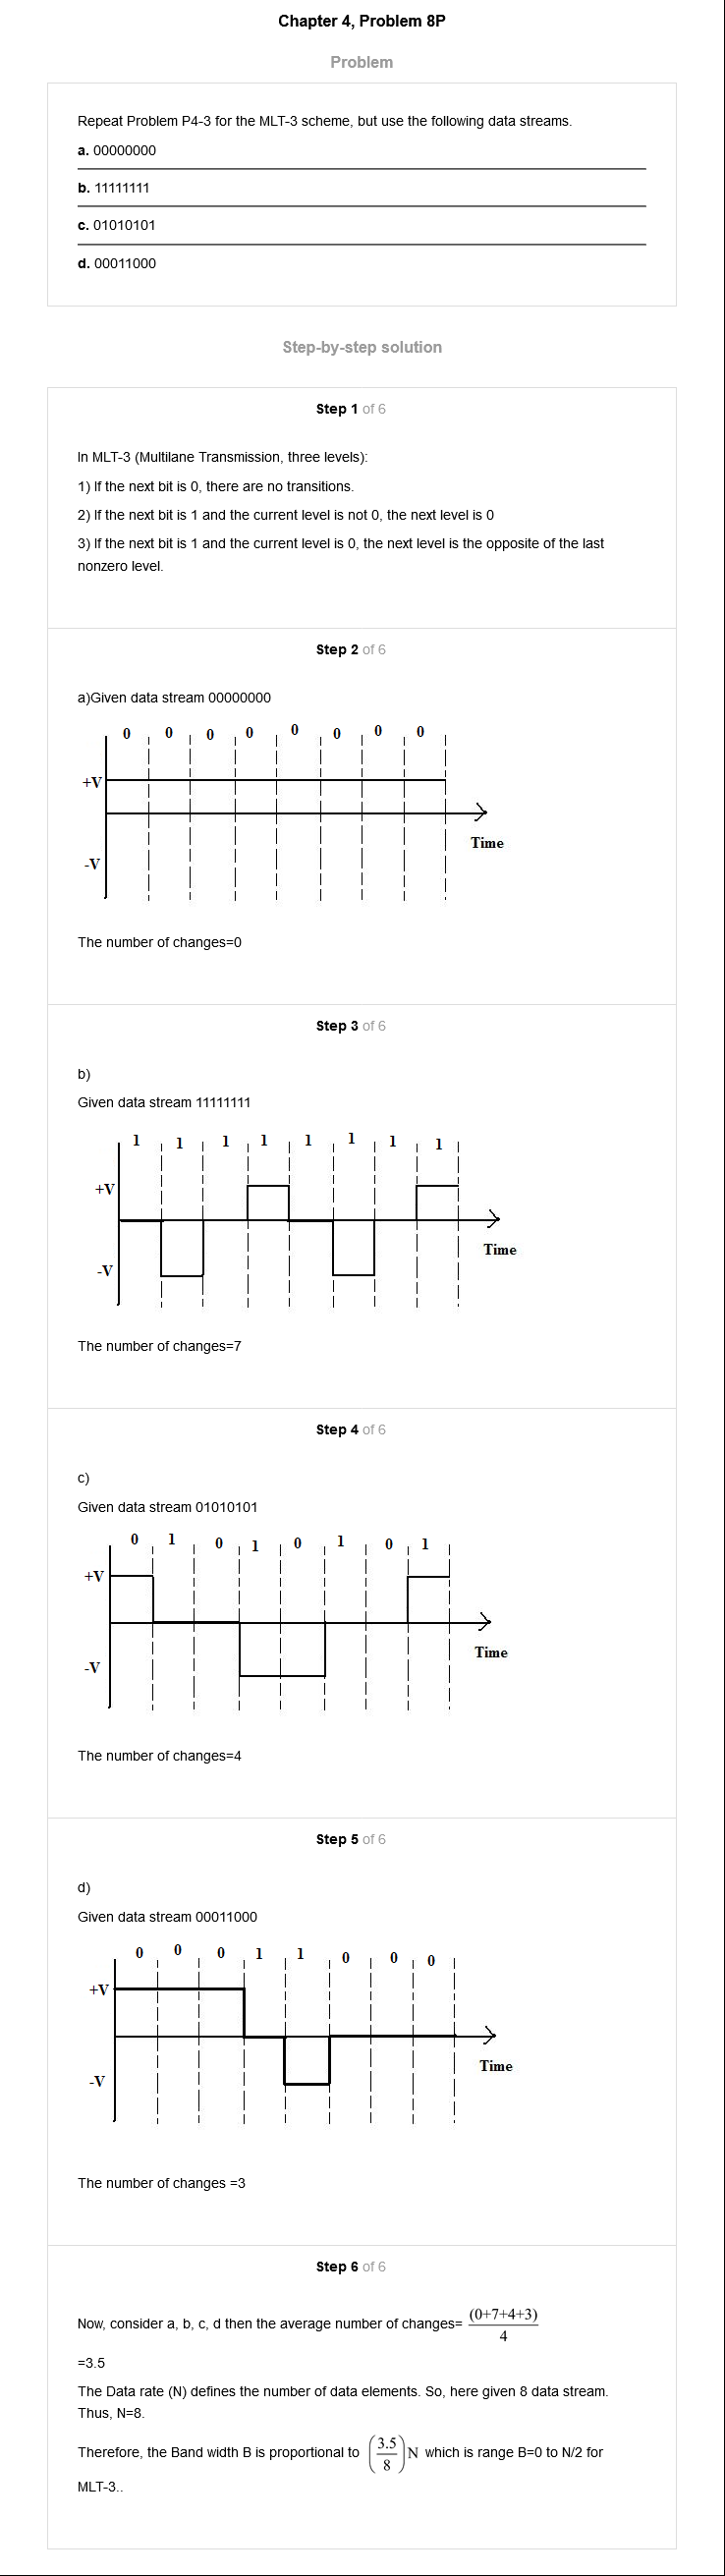 Chapter 4, Problem 8P
Problem
Repeat Problem P4-3 for the MLT-3 scheme, but use the following data streams.
a. 00000000
b. 11111111
c. 01010101
d. 00011000
Step-by-step solution
Step 1 of 6
In MLT-3 (Multilane Transmission, three levels):
1) If the next bit is 0, there are no transitions.
2) If the next bit is 1 and the current level is not 0, the next level is 0
3) If the next bit is 1 and the current level is 0, the next level is the opposite of the last
nonzero level.
Step 2 of 6
a)Given data stream 00000000
0 0 0 0 0 0 0 0
+V
Time
-V
The number of changes=0
Step 3 of 6
b)
Given data stream 11111111
1 1 1 1 1 1 1 1
+V
Time
-V
The number of changes=7
Step 4 of 6
c)
Given data stream 01010101
0 1 0 1 0 1 0 1
+V
Time
-V
The number of changes=4
Step 5 of 6
d)
Given data stream 00011000
0 0 0 1 1 0 0 0
+V
Time
-V
The number of changes =3
Step 6 of 6
Now, consider a, b, c, d then the average number of changes= (0+7+4+3)/4
=3.5
The Data rate (N) defines the number of data elements. So, here given 8 data stream.
Thus, N=8.
Therefore, the Band width B is proportional to (3.5/8)N which is range B=0 to N/2 for
MLT-3..